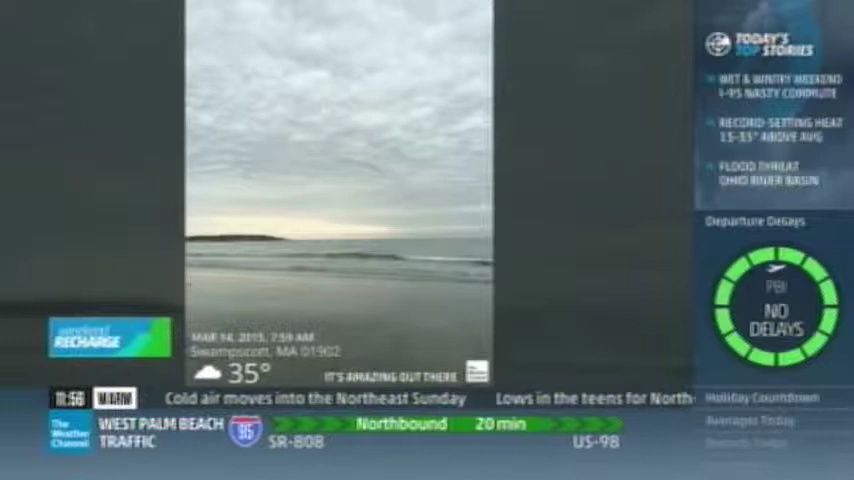 TODAY'S
TOP STORIES
WET & WINTRY WEEKEND
I-95 NASTY COMMUTE
RECORD-SETTING HEAT
15-35° ABOVE AVG
FLOOD THREAT
OHIO RIVER BASIN
Departure Delays
PBI
NO
DELAYS
MAR 14, 2015, 7:59 AM
Swampscott, MA 01902
35°
IT'S AMAZING OUT THERE
weekend
RECHARGE
11:56
Cold air moves into the Northeast Sunday
Lows in the teens for North
Holiday Countdown
The
Weather
Channel
WEST PALM BEACH
TRAFFIC
95
Northbound
20 min
SR-808
US-98
Averages Today